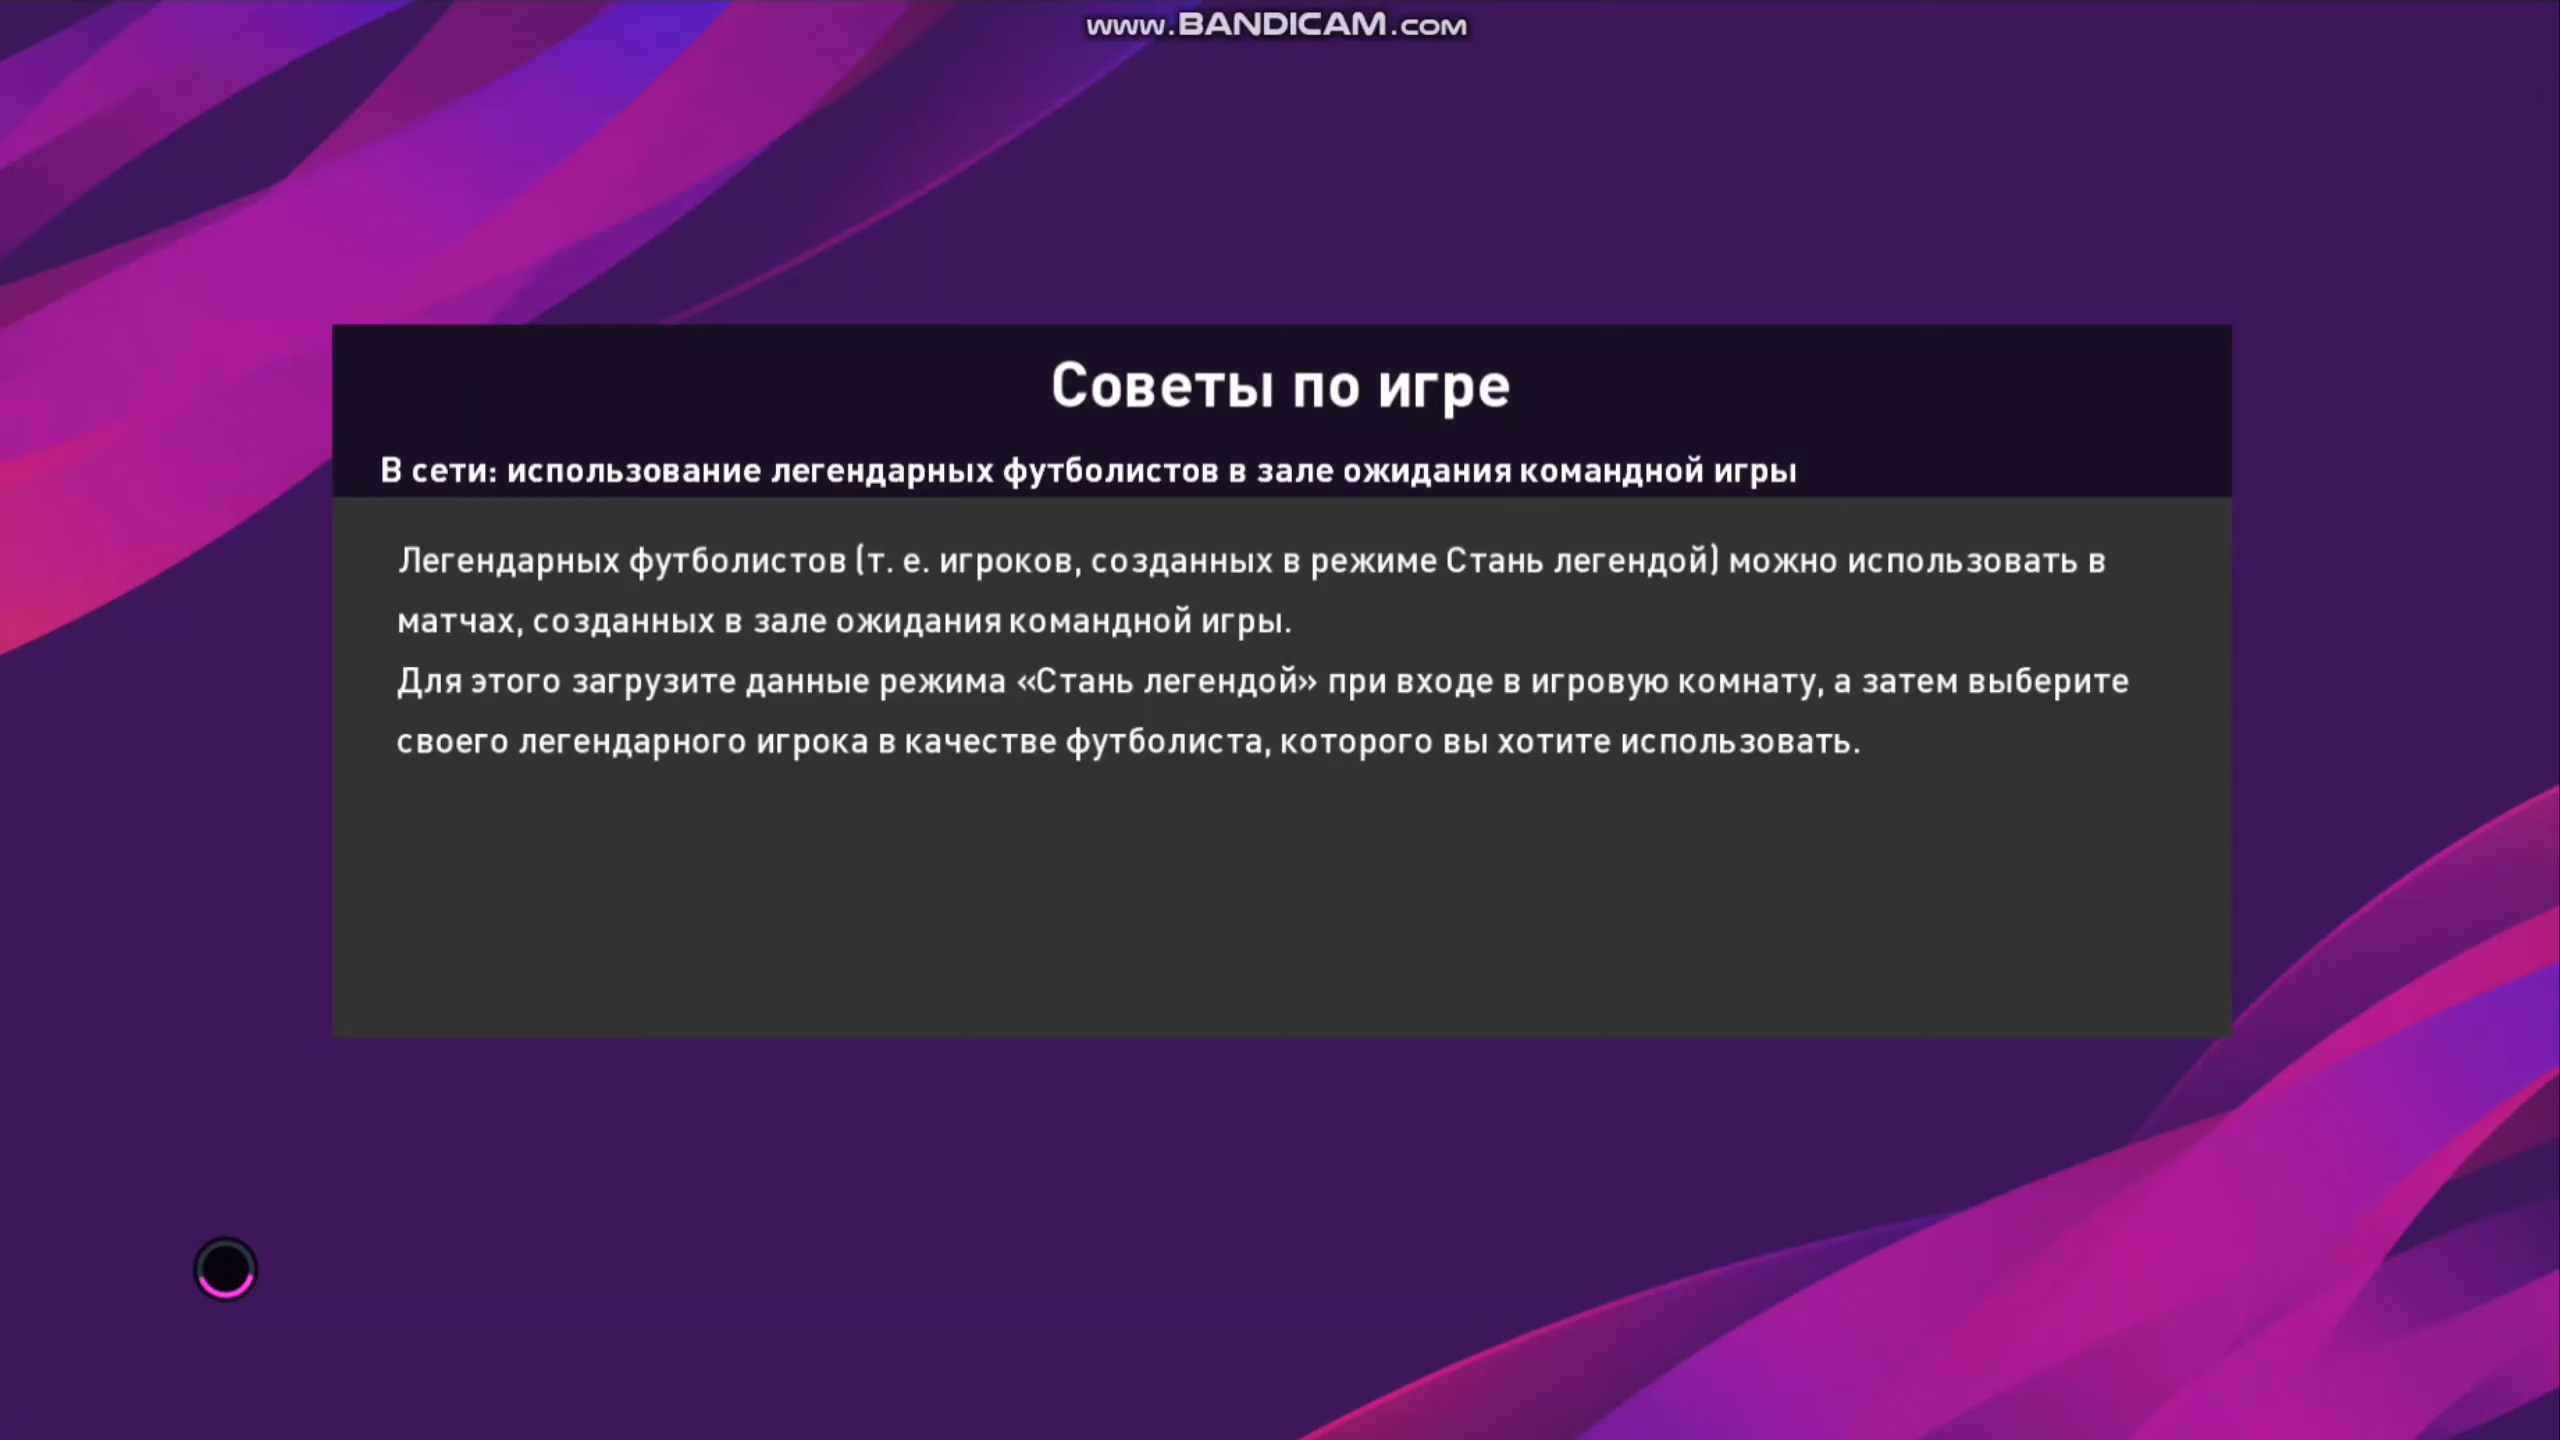 www.BANDICAM.com
Советы по игре
В сети: использование легендарных футболистов в зале ожидания командной игры
Легендарных футболистов (т. е. игроков, созданных в режиме Стань легендой) можно использовать в
матчах, созданных в зале ожидания командной игры.
Для этого загрузите данные режима «Стань легендой» при входе в игровую комнату, а затем выберите
своего легендарного игрока в качестве футболиста, которого вы хотите использовать.